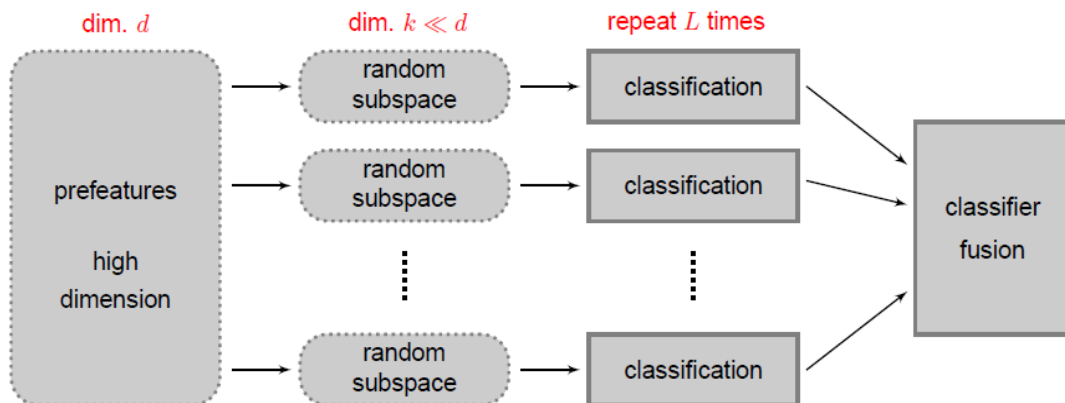 dim. d
dim. k ≪ d
repeat L times
prefeatures
high
dimension
random
subspace
classification
random
subspace
classification
random
subspace
classification
classifier
fusion